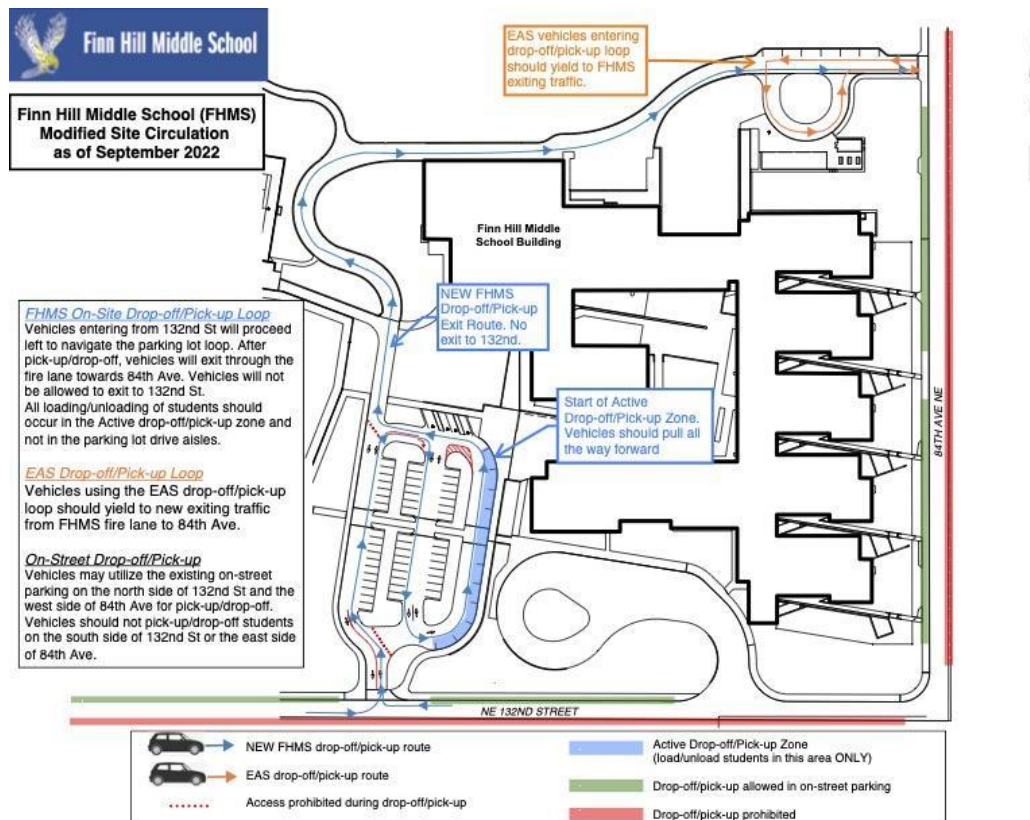 Finn Hill Middle School
Finn Hill Middle School (FHMS)
Modified Site Circulation
as of September 2022
EAS vehicles entering
drop-off/pick-up loop
should yield to FHMS
exiting traffic.
Finn Hill Middle
School Building
NEW FHMS
Drop-off/Pick-up
Exit Route. No
exit to 132nd.
Start of Active
Drop-off/Pick-up Zone.
Vehicles should pull all
the way forward
84TH AVE NE
FHMS On-Site Drop-off/Pick-up Loop
Vehicles entering from 132nd St will proceed
left to navigate the parking lot loop. After
pick-up/drop-off, vehicles will exit through the
fire lane towards 84th Ave. Vehicles will not
be allowed to exit to 132nd St.
All loading/unloading of students should
occur in the Active drop-off/pick-up zone and
not in the parking lot drive aisles.
EAS Drop-off/Pick-up Loop
Vehicles using the EAS drop-off/pick-up
loop should yield to new exiting traffic
from FHMS fire lane to 84th Ave.
On-Street Drop-off/Pick-up
Vehicles may utilize the existing on-street
parking on the north side of 132nd St and the
west side of 84th Ave for pick-up/drop-off.
Vehicles should not pick-up/drop-off students
on the south side of 132nd St or the east side
of 84th Ave.
NE 132ND STREET
NEW FHMS drop-off/pick-up route
EAS drop-off/pick-up route
Access prohibited during drop-off/pick-up
Active Drop-off/Pick-up Zone
(load/unload students in this area ONLY)
Drop-off/pick-up allowed in on-street parking
Drop-off/pick-up prohibited